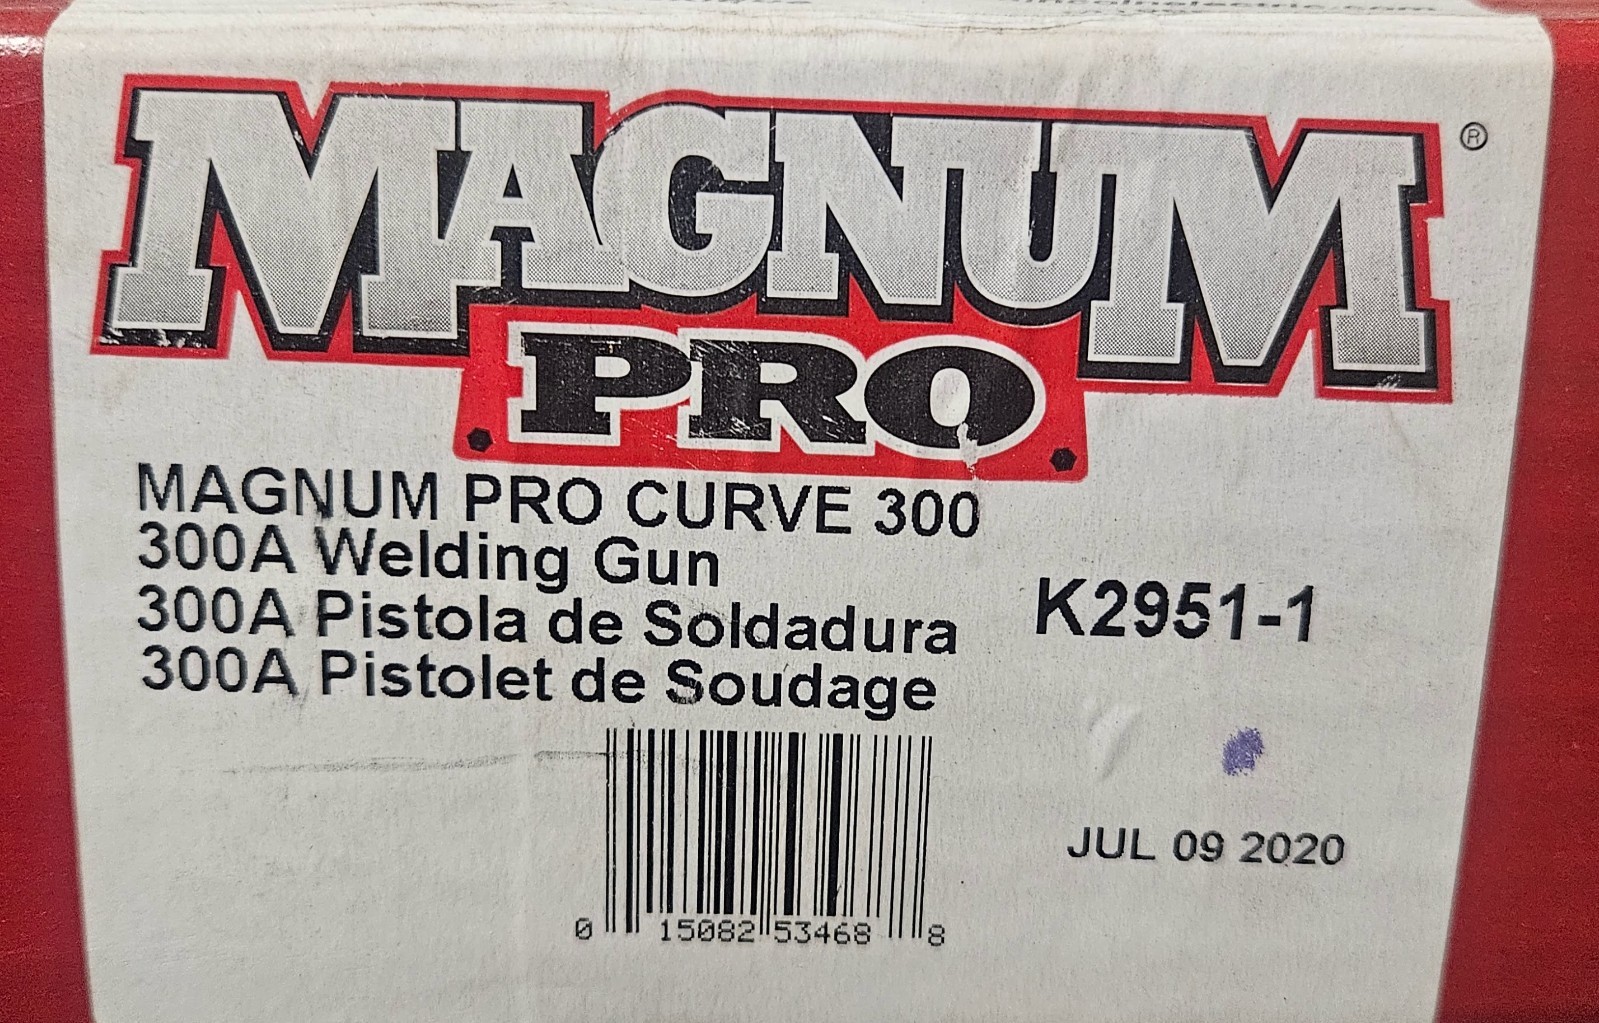 MAGNUM ®
PRO
MAGNUM PRO CURVE 300
300A Welding Gun
300A Pistola de Soldadura
300A Pistolet de Soudage
K2951-1
JUL 09 2020
0 15082 53468 8